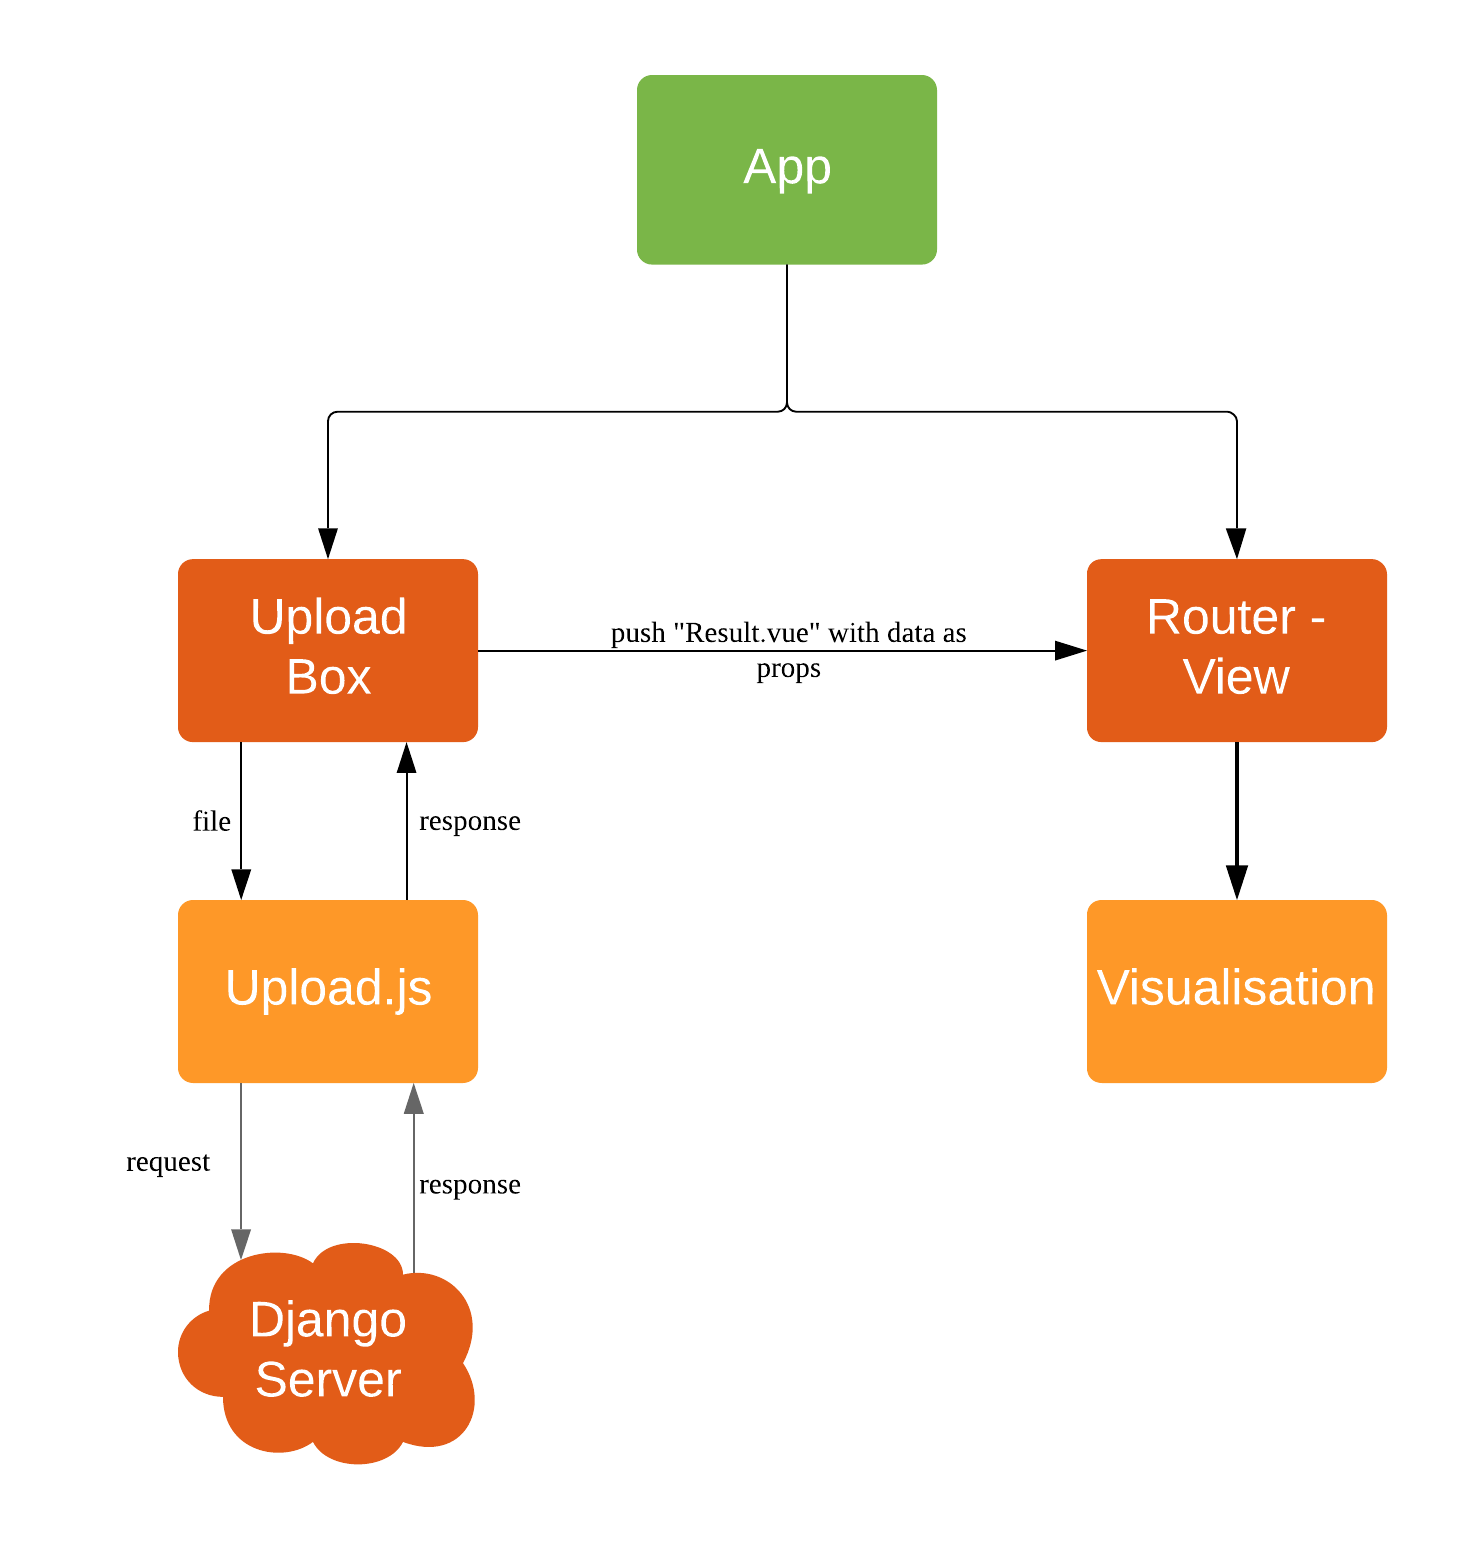 App
Upload
Box
push "Result.vue" with data as
props
Router -
View
file
response
Upload.js
Visualisation
request
response
Django
Server